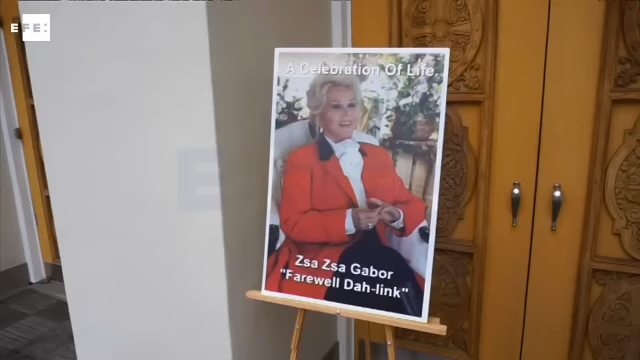 EFE:
A Celebration Of Life
Zsa Zsa Gabor
"Farewell Dah-link"